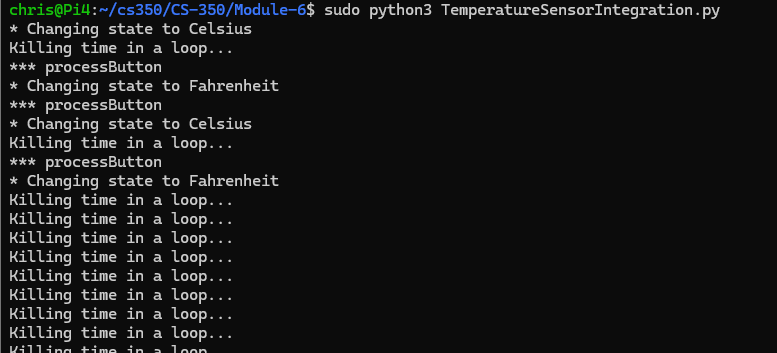 chris@Pi4:~/cs350/CS-350/Module-6$ sudo python3 TemperatureSensorIntegration.py
* Changing state to Celsius
Killing time in a loop...
*** processButton
* Changing state to Fahrenheit
*** processButton
* Changing state to Celsius
Killing time in a loop...
*** processButton
* Changing state to Fahrenheit
Killing time in a loop...
Killing time in a loop...
Killing time in a loop...
Killing time in a loop...
Killing time in a loop...
Killing time in a loop...
Killing time in a loop...
Killing time in a loop...
Killing time in a loop